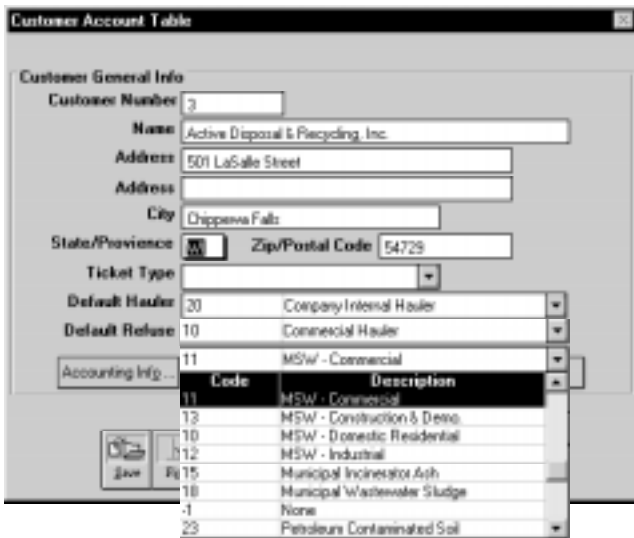 Customer Account Table
Customer General Info
Customer Number 3
Name Active Disposal & Recycling, Inc.
Address 501 LaSalle Street
Address
City Chippewa Falls
State/Provience WI Zip/Postal Code 54729
Ticket Type
Default Hauler 20 Company Internal Hauler
Default Refuse 10 Commercial Hauler
11 MSW - Commercial
Accounting Info...
Code Description
11 MSW - Commercial
13 MSW - Construction & Demo.
10 MSW - Domestic Residential
12 MSW - Industrial
15 Municipal Incinerator Ash
18 Municipal Wastewater Sludge
-1 None
23 Petroleum Contaminated Soil
Save